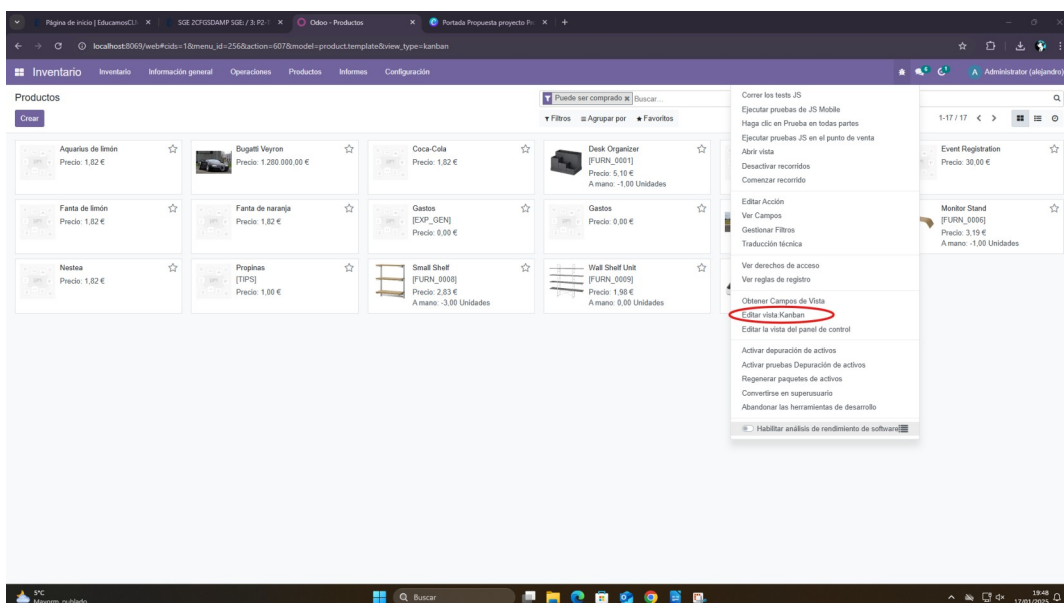 Página de inicio | EducamosCLM
SGE 2CFGSDAMP SGE: / 3: P2-T
Odoo - Productos
Portada Propuesta proyecto Pr
localhost:8069/web#cids=1&menu_id=256&action=607&model=product.template&view_type=kanban
Inventario Inventario Información general Operaciones Productos Informes Configuración
Administrator (alejandro)
Productos
Puede ser comprado Buscar...
Crear
Filtros Agrupar por Favoritos
1-17 / 17
Aquarius de limón
Precio: 1,82 €
Bugatti Veyron
Precio: 1.280.000,00 €
Coca-Cola
Precio: 1,82 €
Desk Organizer
[FURN_0001]
Precio: 5,10 €
A mano: -1,00 Unidades
Event Registration
Precio: 30,00 €
Fanta de limón
Precio: 1,82 €
Fanta de naranja
Precio: 1,82 €
Gastos
[EXP_GEN]
Precio: 0,00 €
Gastos
Precio: 0,00 €
Monitor Stand
[FURN_0006]
Precio: 3,19 €
A mano: -1,00 Unidades
Nestea
Precio: 1,82 €
Propinas
[TIPS]
Precio: 1,00 €
Small Shelf
[FURN_0008]
Precio: 2,83 €
A mano: -3,00 Unidades
Wall Shelf Unit
[FURN_0009]
Precio: 1,98 €
A mano: 0,00 Unidades
Correr los tests JS
Ejecutar pruebas de JS Mobile
Haga clic en Prueba en todas partes
Ejecutar pruebas JS en el punto de venta
Abrir vista
Desactivar recorridos
Comenzar recorrido
Editar Acción
Ver Campos
Gestionar Filtros
Traducción técnica
Ver derechos de acceso
Ver reglas de registro
Obtener Campos de Vista
Editar vista:Kanban
Editar la vista del panel de control
Activar depuración de activos
Activar pruebas Depuración de activos
Regenerar paquetes de activos
Convertirse en superusuario
Abandonar las herramientas de desarrollo
Habilitar análisis de rendimiento de software
5°C
Mayorm. nublado
Buscar
19:48
17/01/2025